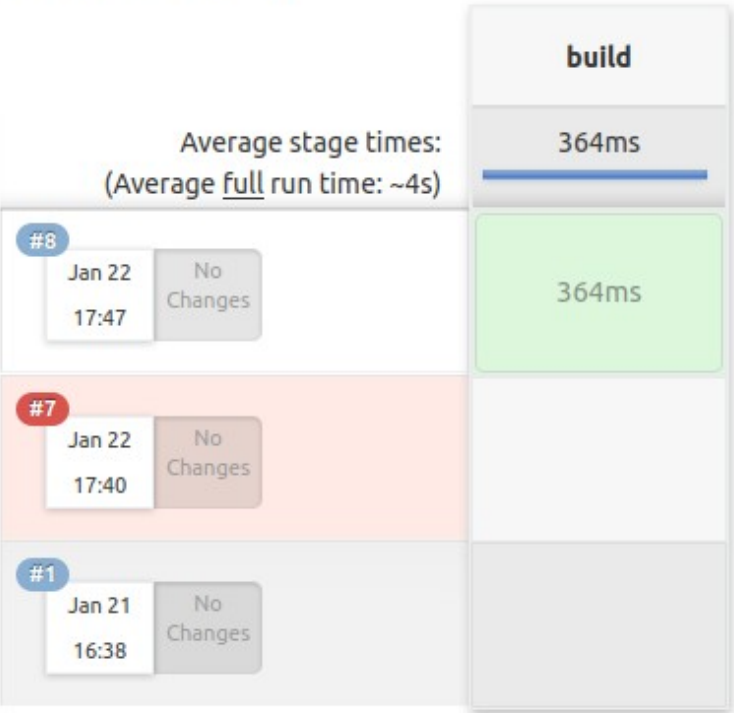 build
Average stage times:
364ms
(Average full run time: ~4s)
#8
Jan 22
17:47
No
Changes
364ms
#7
Jan 22
17:40
No
Changes
#1
Jan 21
16:38
No
Changes